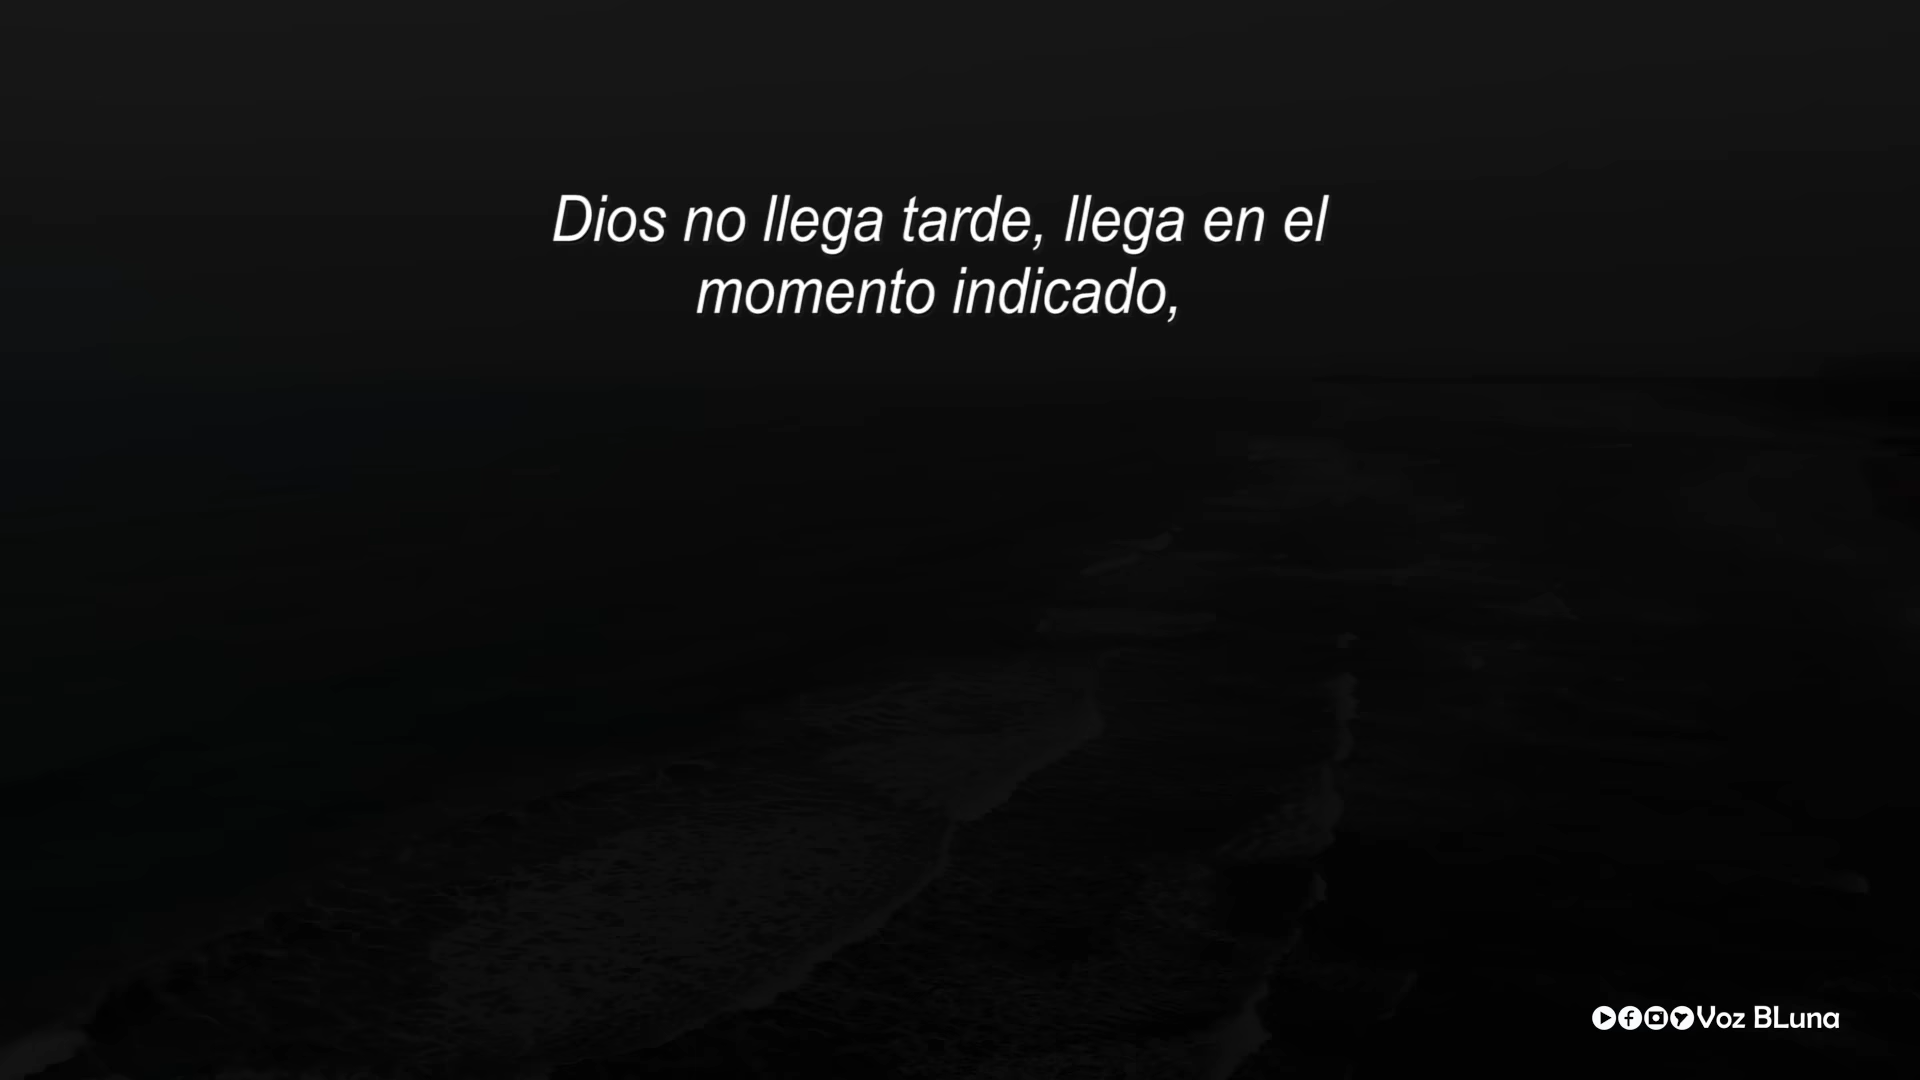 Dios no llega tarde, llega en el
momento indicado,
Voz BLuna